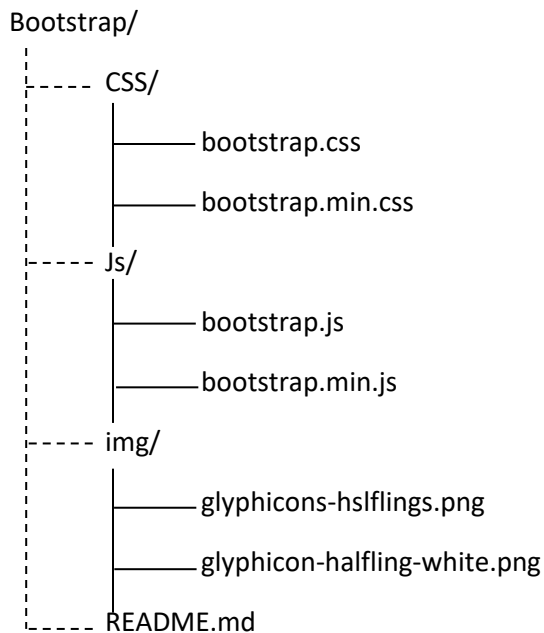 Bootstrap/
CSS/
bootstrap.css
bootstrap.min.css
Js/
bootstrap.js
bootstrap.min.js
img/
glyphicons-hslflings.png
glyphicon-halfling-white.png
README.md